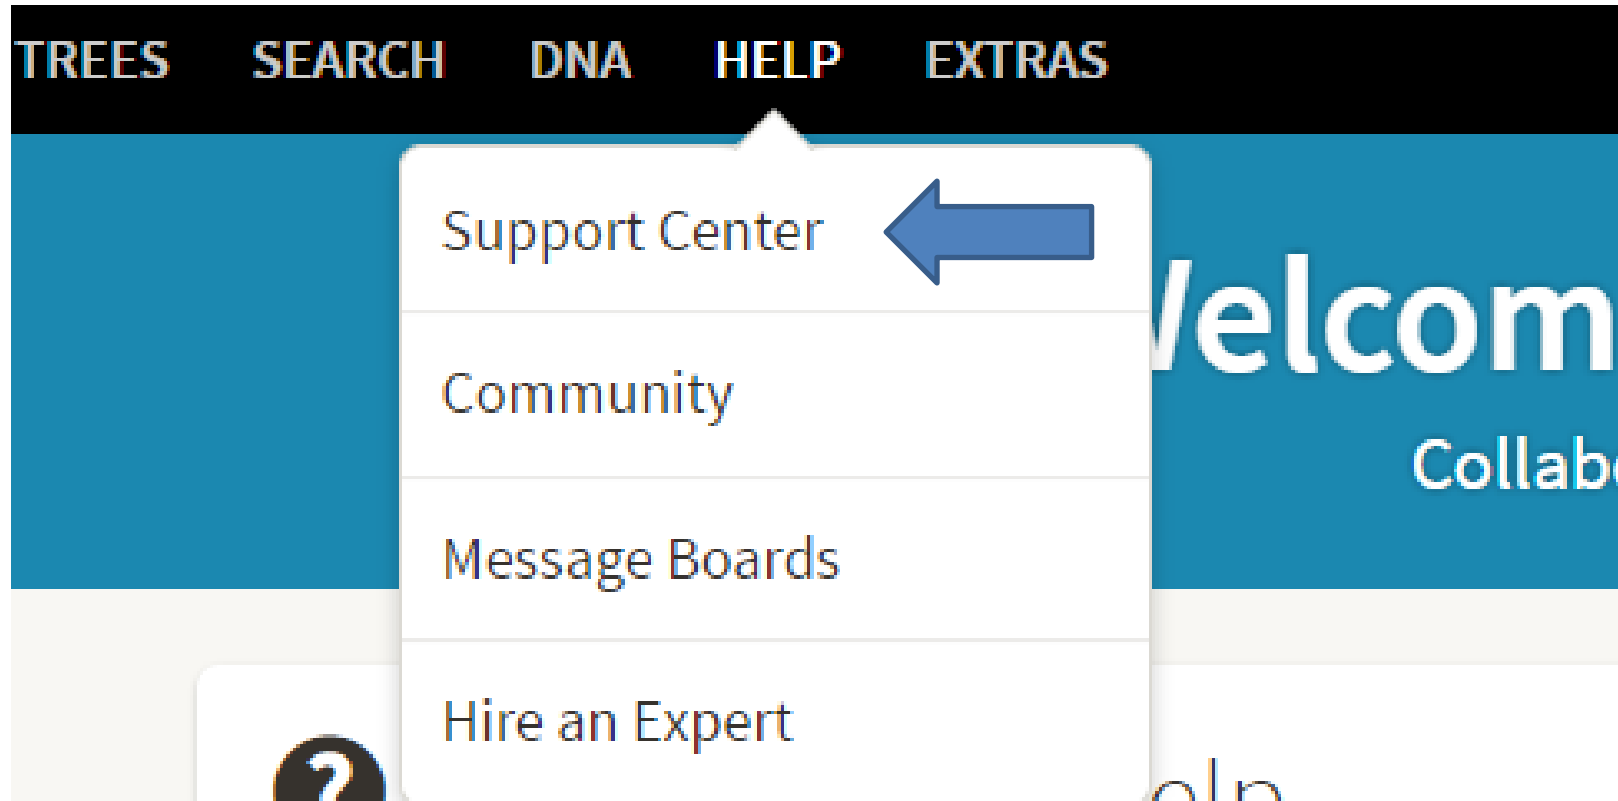 TREES SEARCH DNA HELP EXTRAS
Support Center
Community
Message Boards
Hire an Expert
?